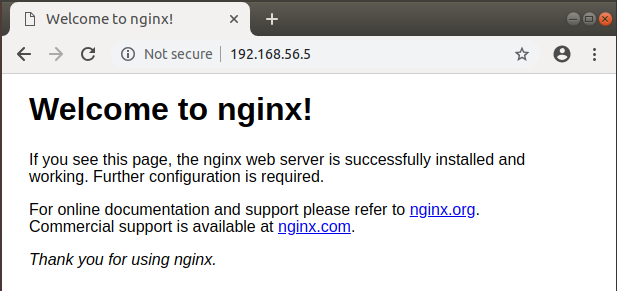 Welcome to nginx!
Not secure 192.168.56.5
Welcome to nginx!
If you see this page, the nginx web server is successfully installed and
working. Further configuration is required.
For online documentation and support please refer to nginx.org.
Commercial support is available at nginx.com.
Thank you for using nginx.